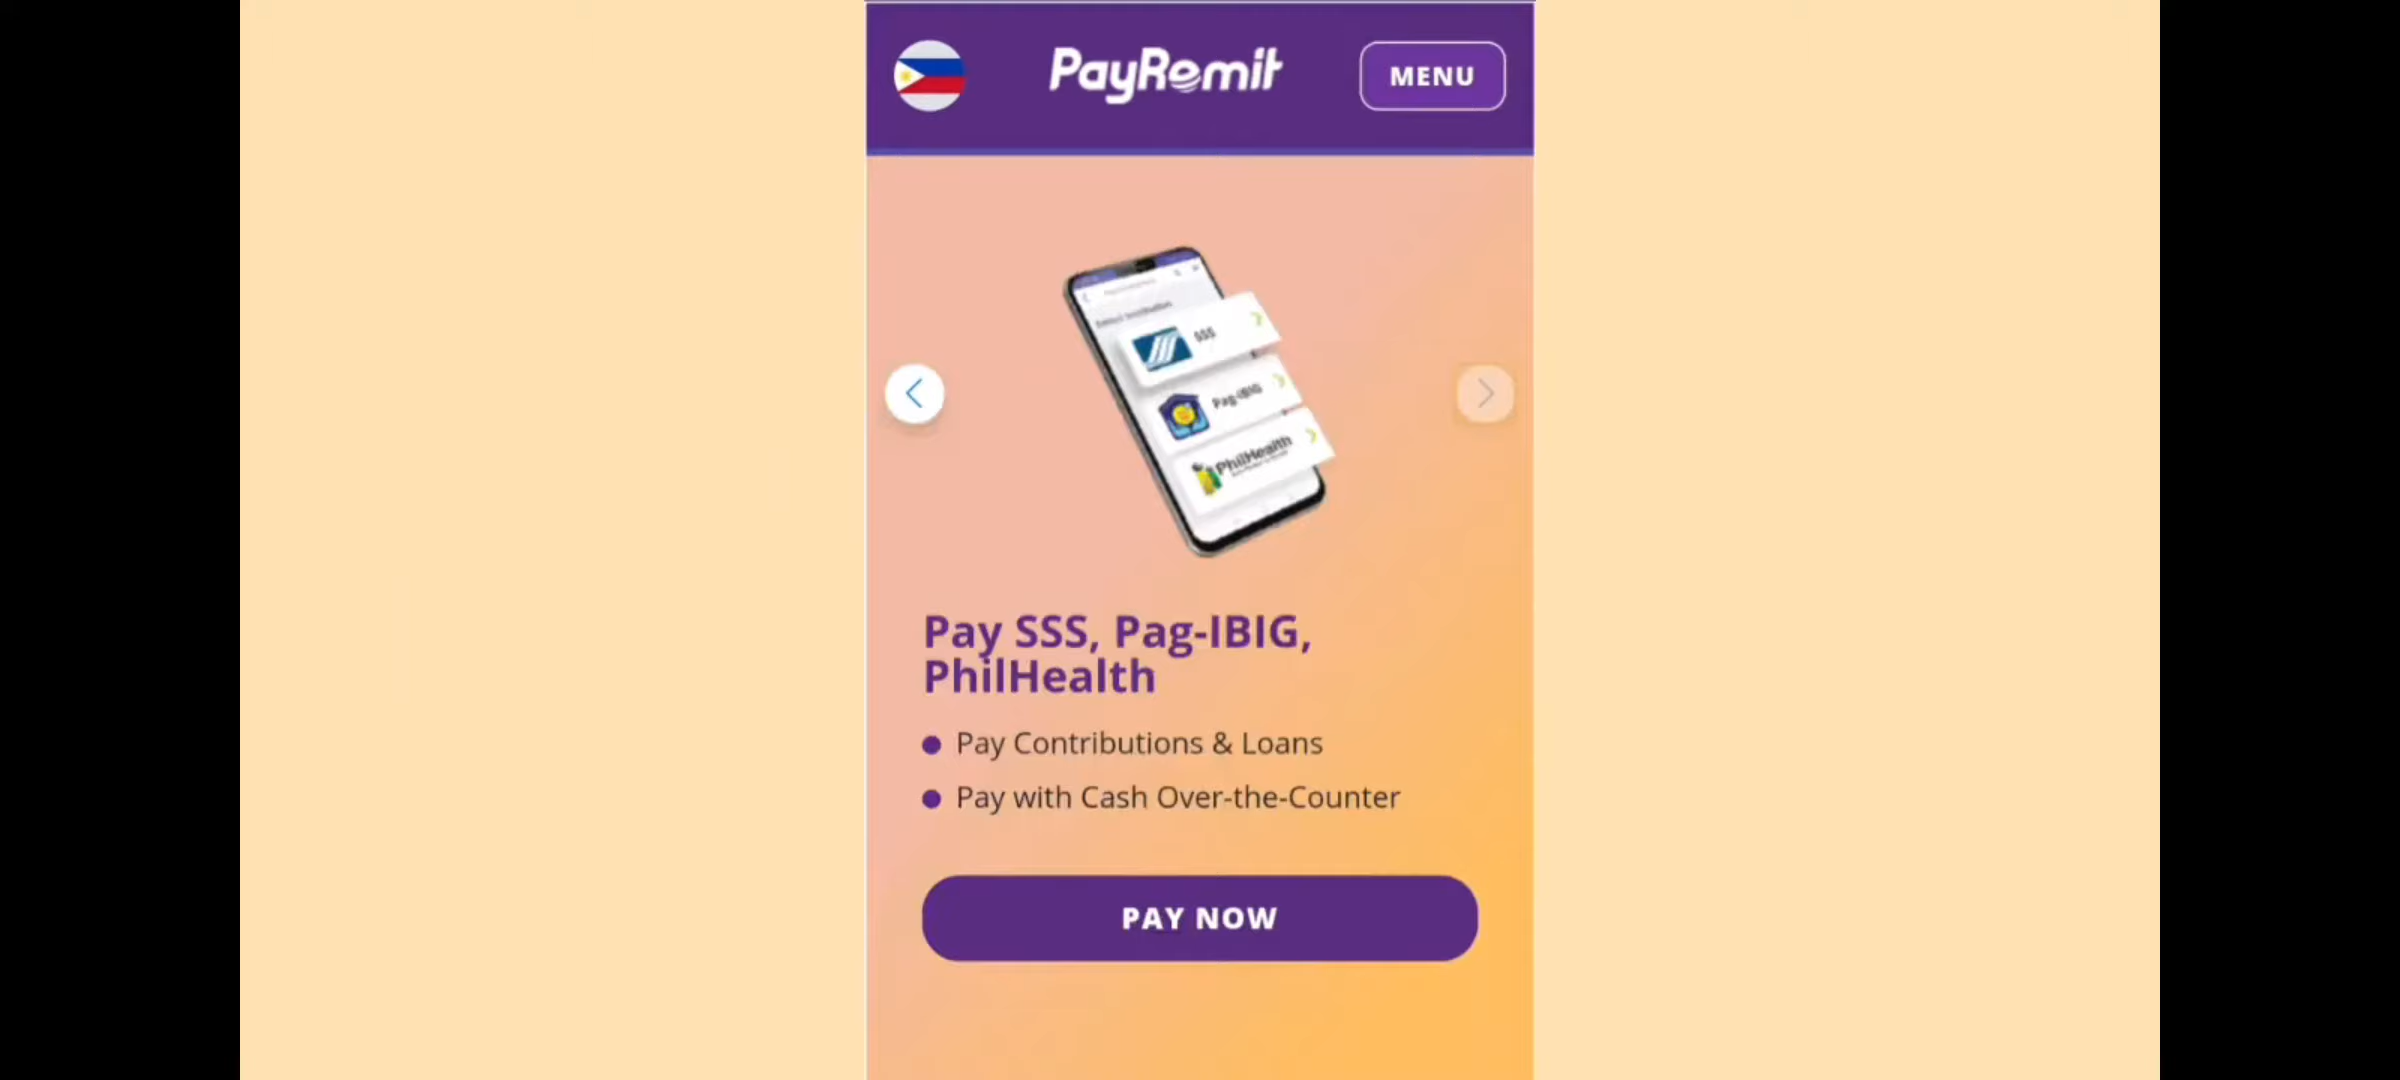 PayRemit
MENU
SSS
Pag-IBIG
PhilHealth
Pay SSS, Pag-IBIG,
PhilHealth
Pay Contributions & Loans
Pay with Cash Over-the-Counter
PAY NOW